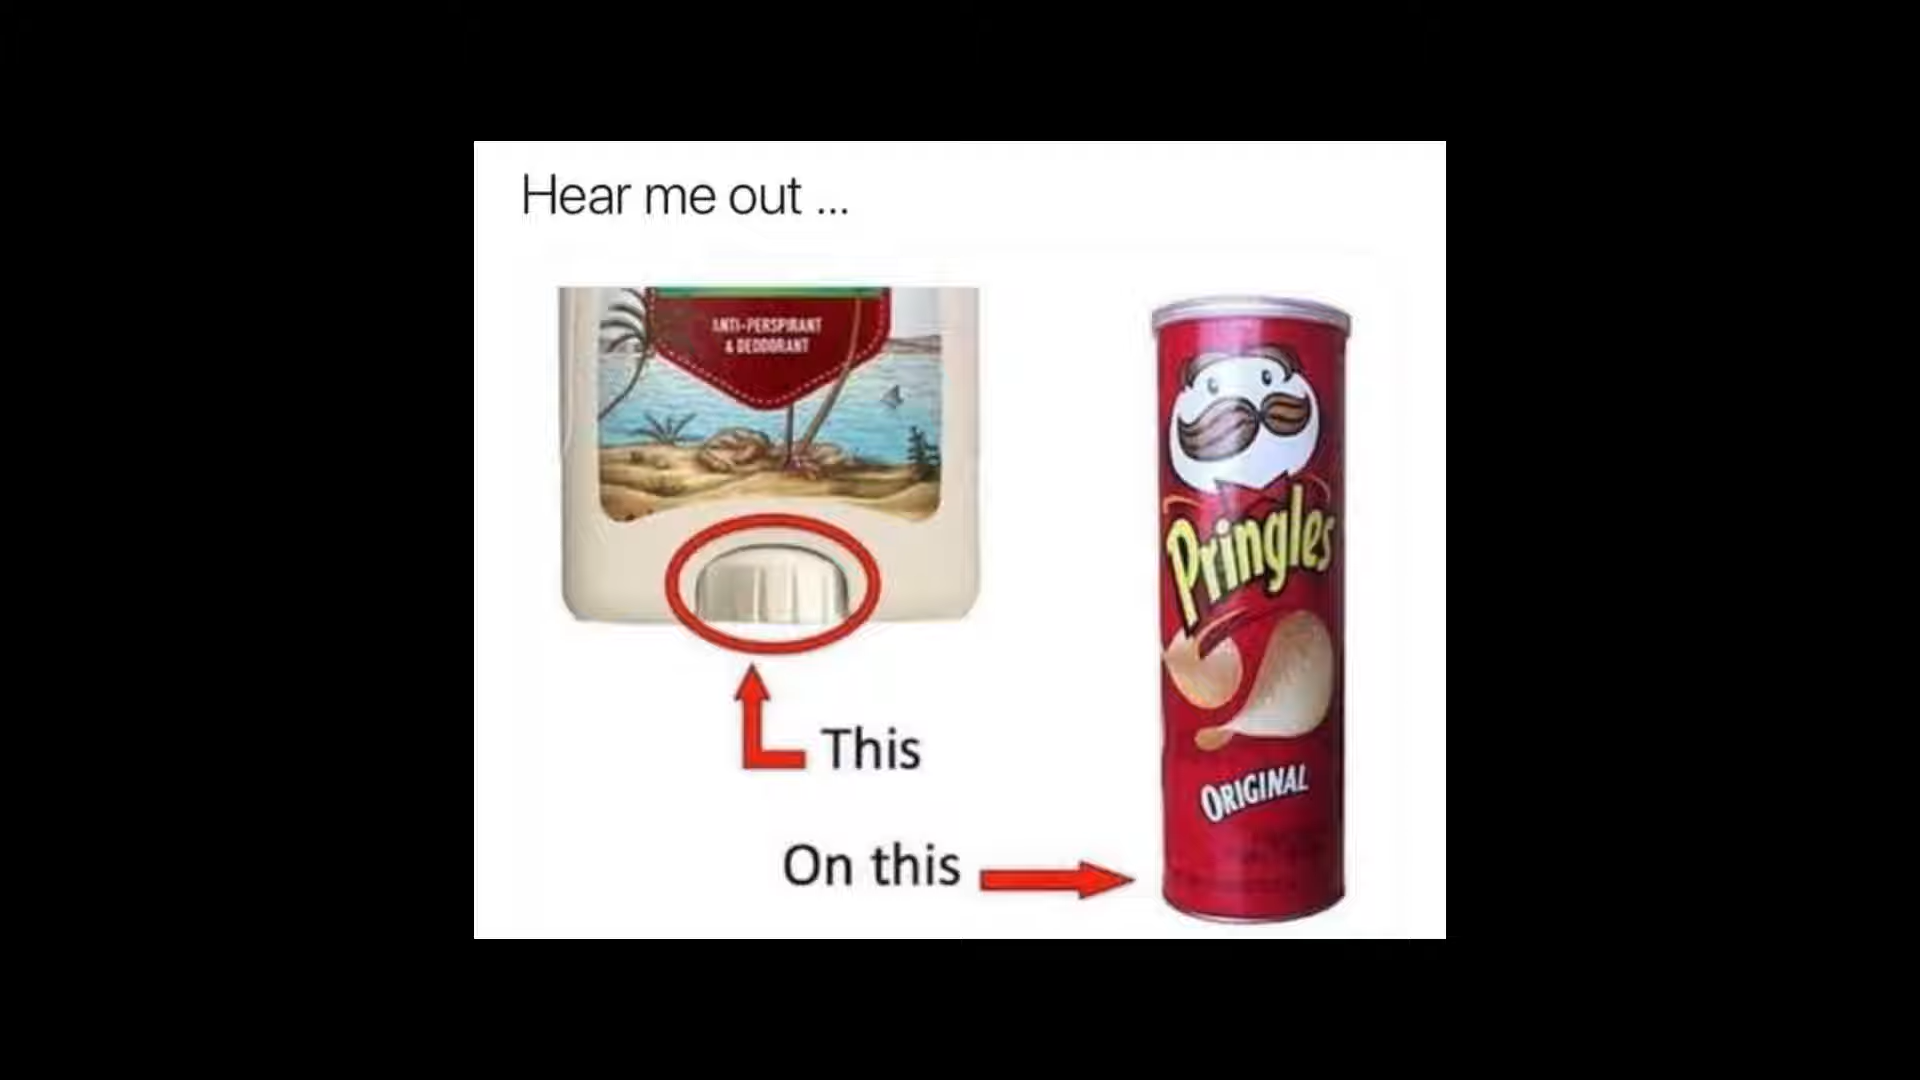 Hear me out ...
ANTI-PERSPIRANT
& DEODORANT
This
On this
Pringles
ORIGINAL